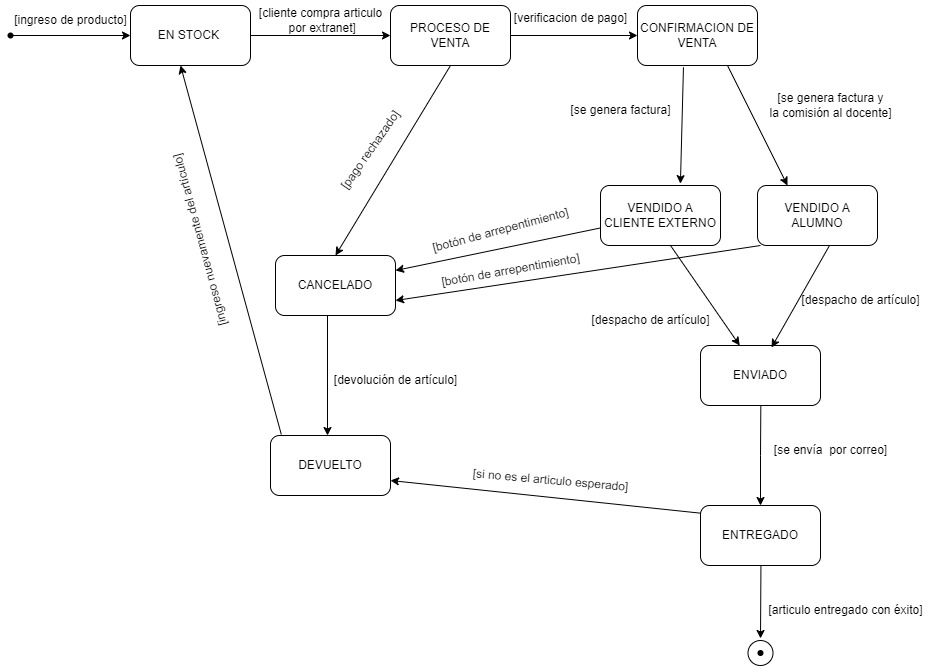 [ingreso de producto]
EN STOCK
[cliente compra articulo
por extranet]
PROCESO DE
VENTA
[verificacion de pago]
CONFIRMACION DE
VENTA
[se genera factura]
[se genera factura y
la comisión al docente]
[pago rechazado]
[ingreso nuevamente del artículo]
VENDIDO A
CLIENTE EXTERNO
VENDIDO A
ALUMNO
[botón de arrepentimiento]
[botón de arrepentimiento]
CANCELADO
[despacho de artículo]
[despacho de artículo]
ENVIADO
[devolución de artículo]
[se envía  por correo]
DEVUELTO
[si no es el articulo esperado]
ENTREGADO
[articulo entregado con éxito]